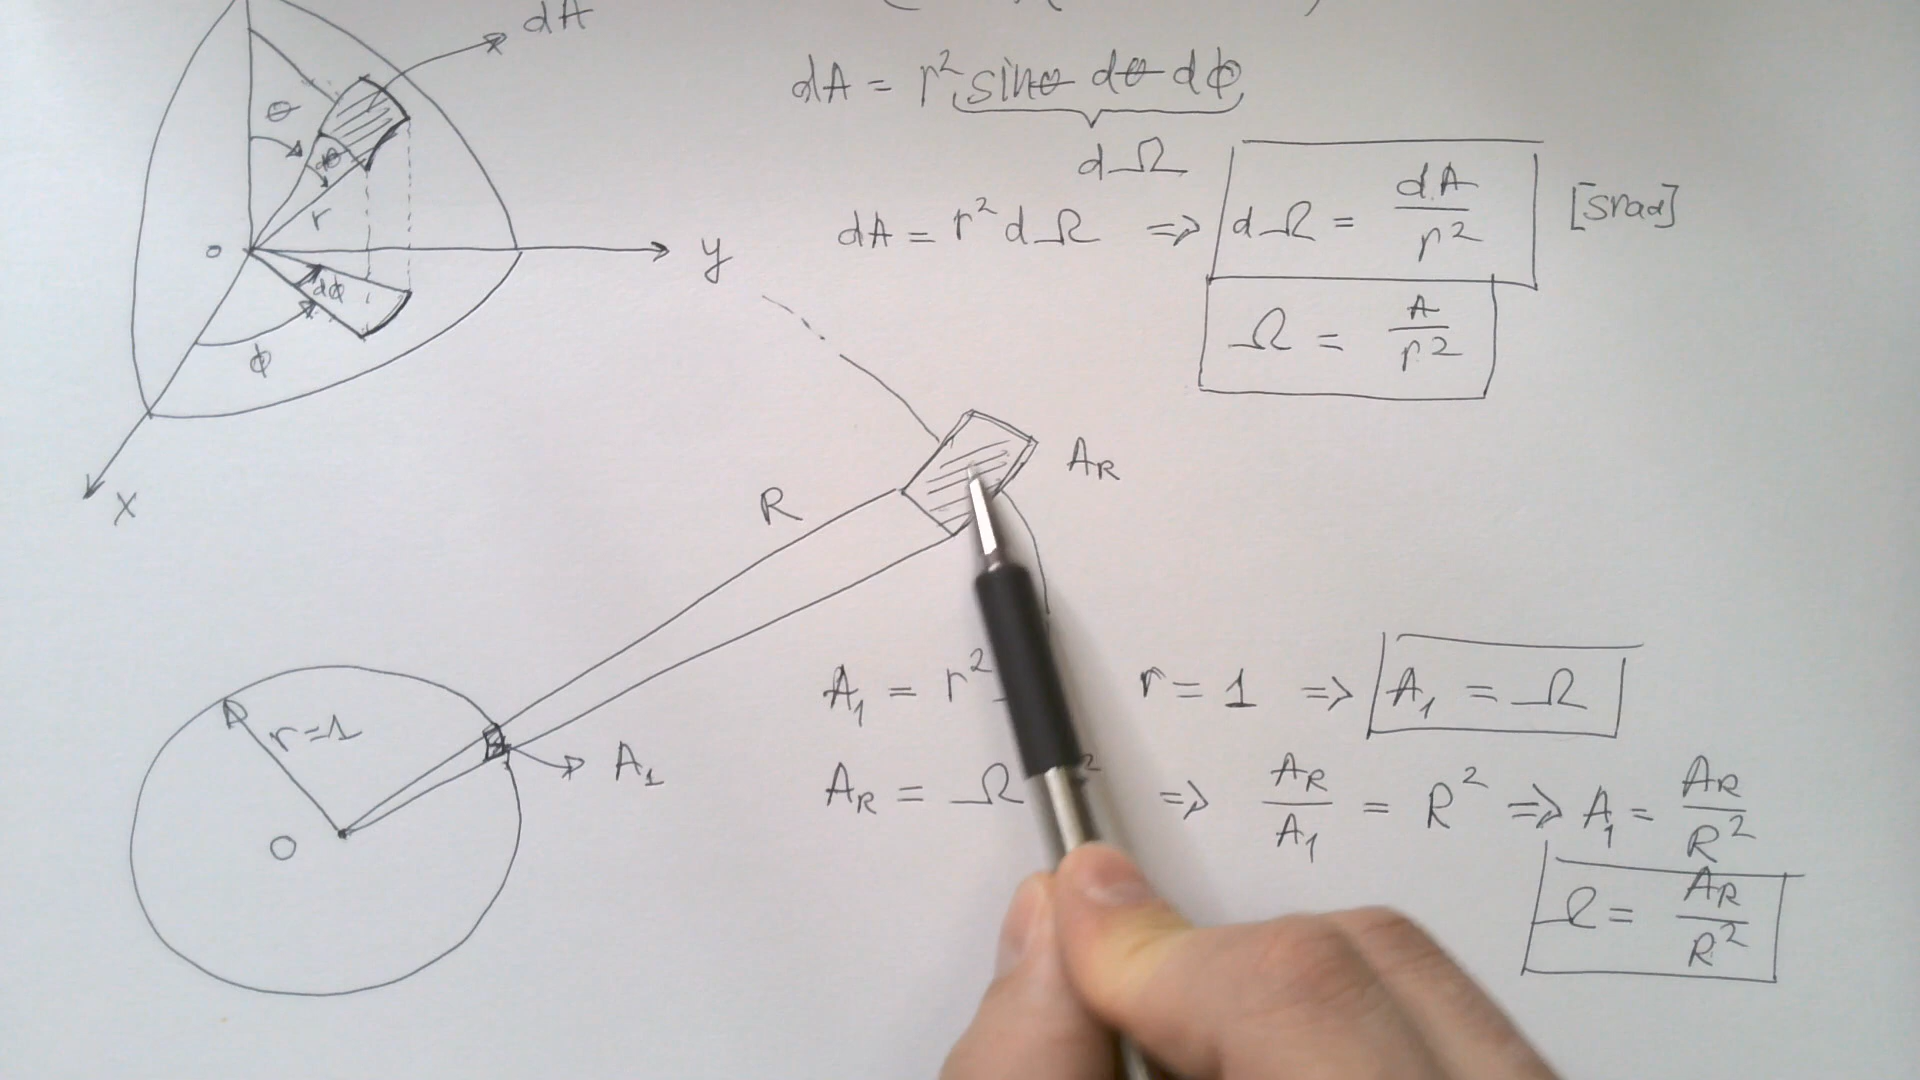 dA
θ
dθ
r
o
y
dφ
φ
x
dA = r² sinθ dθ dφ
dΩ
dA = r² dΩ => dΩ = dA / r² [srad]
Ω = A / r²
R
A_R
r=1
A₁
O
A₁ = r² r = 1 => A₁ = Ω
A_R = Ω ² => A_R / A₁ = R² => A₁ = A_R / R²
Ω = A_R / R²